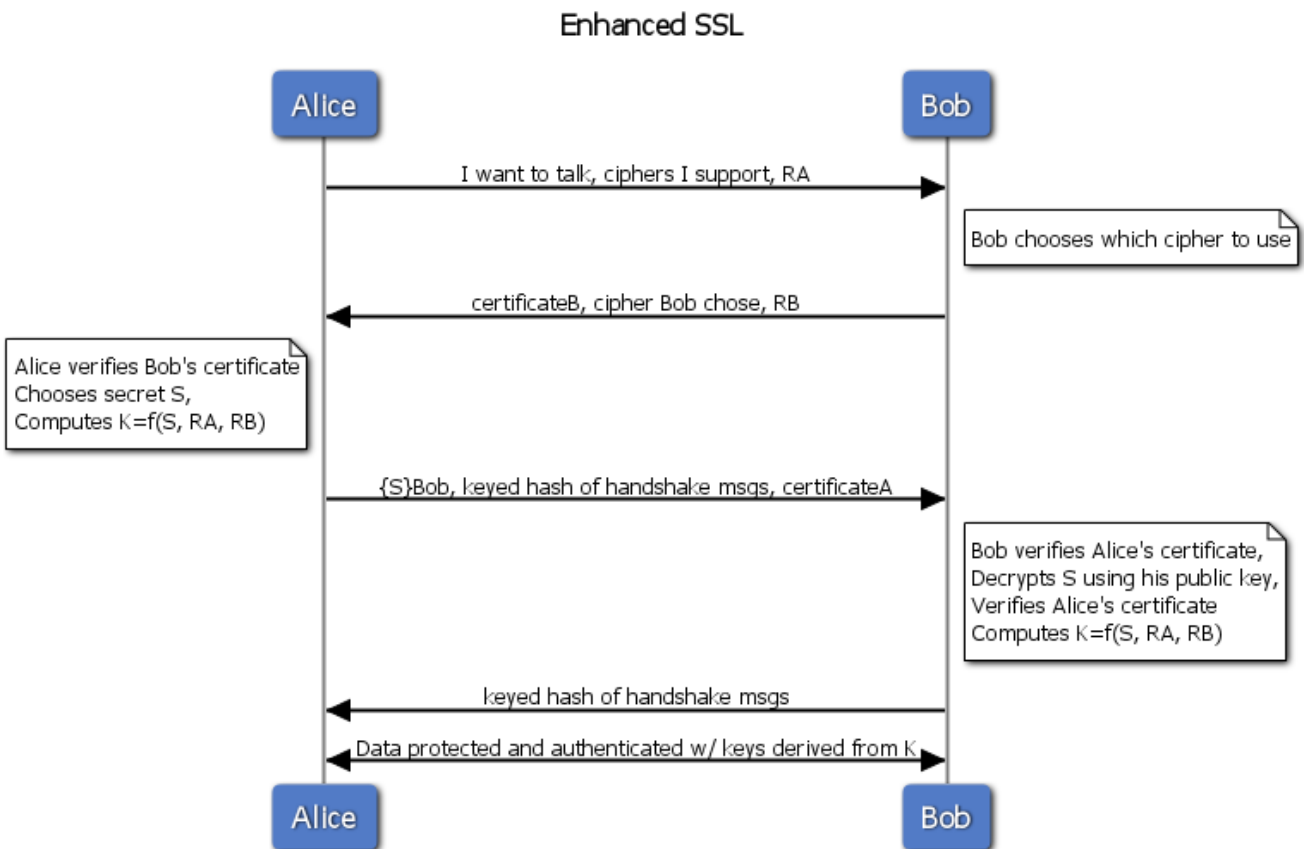 Enhanced SSL
Alice
Bob
I want to talk, ciphers I support, RA
Bob chooses which cipher to use
certificateB, cipher Bob chose, RB
Alice verifies Bob's certificate
Chooses secret S,
Computes K=f(S, RA, RB)
{S}Bob, keyed hash of handshake msgs, certificateA
Bob verifies Alice's certificate,
Decrypts S using his public key,
Verifies Alice's certificate
Computes K=f(S, RA, RB)
keyed hash of handshake msgs
Data protected and authenticated w/ keys derived from K
Alice
Bob